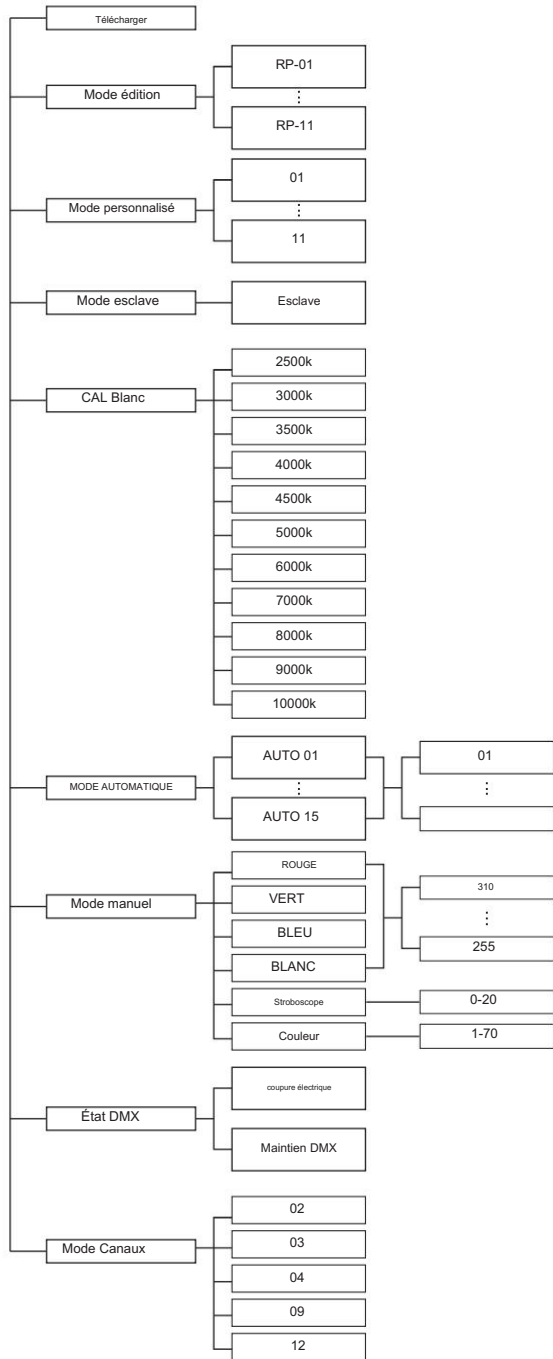 Télécharger
Mode édition
RP-01
⋮
RP-11
Mode personnalisé
01
⋮
11
Mode esclave
Esclave
CAL Blanc
2500k
3000k
3500k
4000k
4500k
5000k
6000k
7000k
8000k
9000k
10000k
MODE AUTOMATIQUE
AUTO 01
⋮
AUTO 15
01
⋮
Mode manuel
ROUGE
VERT
BLEU
BLANC
310
⋮
255
Stroboscope
0-20
Couleur
1-70
État DMX
coupure électrique
Maintien DMX
Mode Canaux
02
03
04
09
12